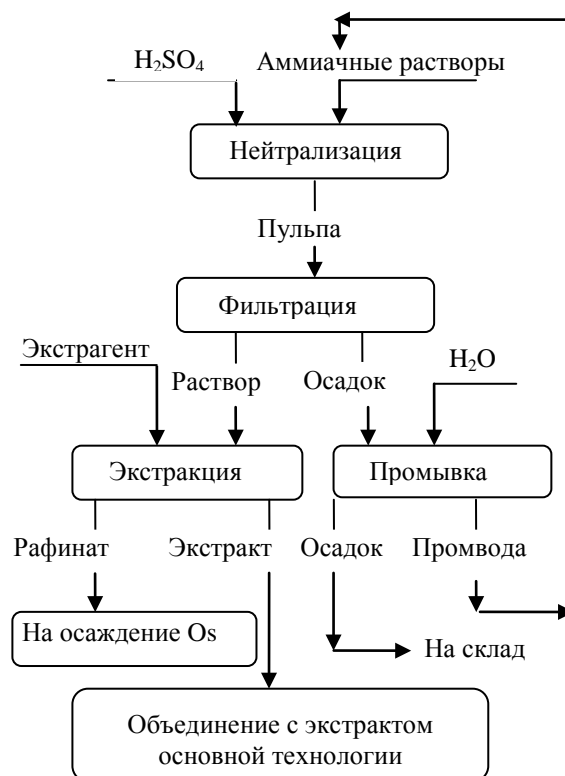 H₂SO₄
Аммиачные растворы
Нейтрализация
Пульпа
Фильтрация
Экстрагент
Раствор
Осадок
H₂O
Экстракция
Промывка
Рафинат
Экстракт
Осадок
Промвода
На осаждение Os
На склад
Объединение с экстрактом
основной технологии